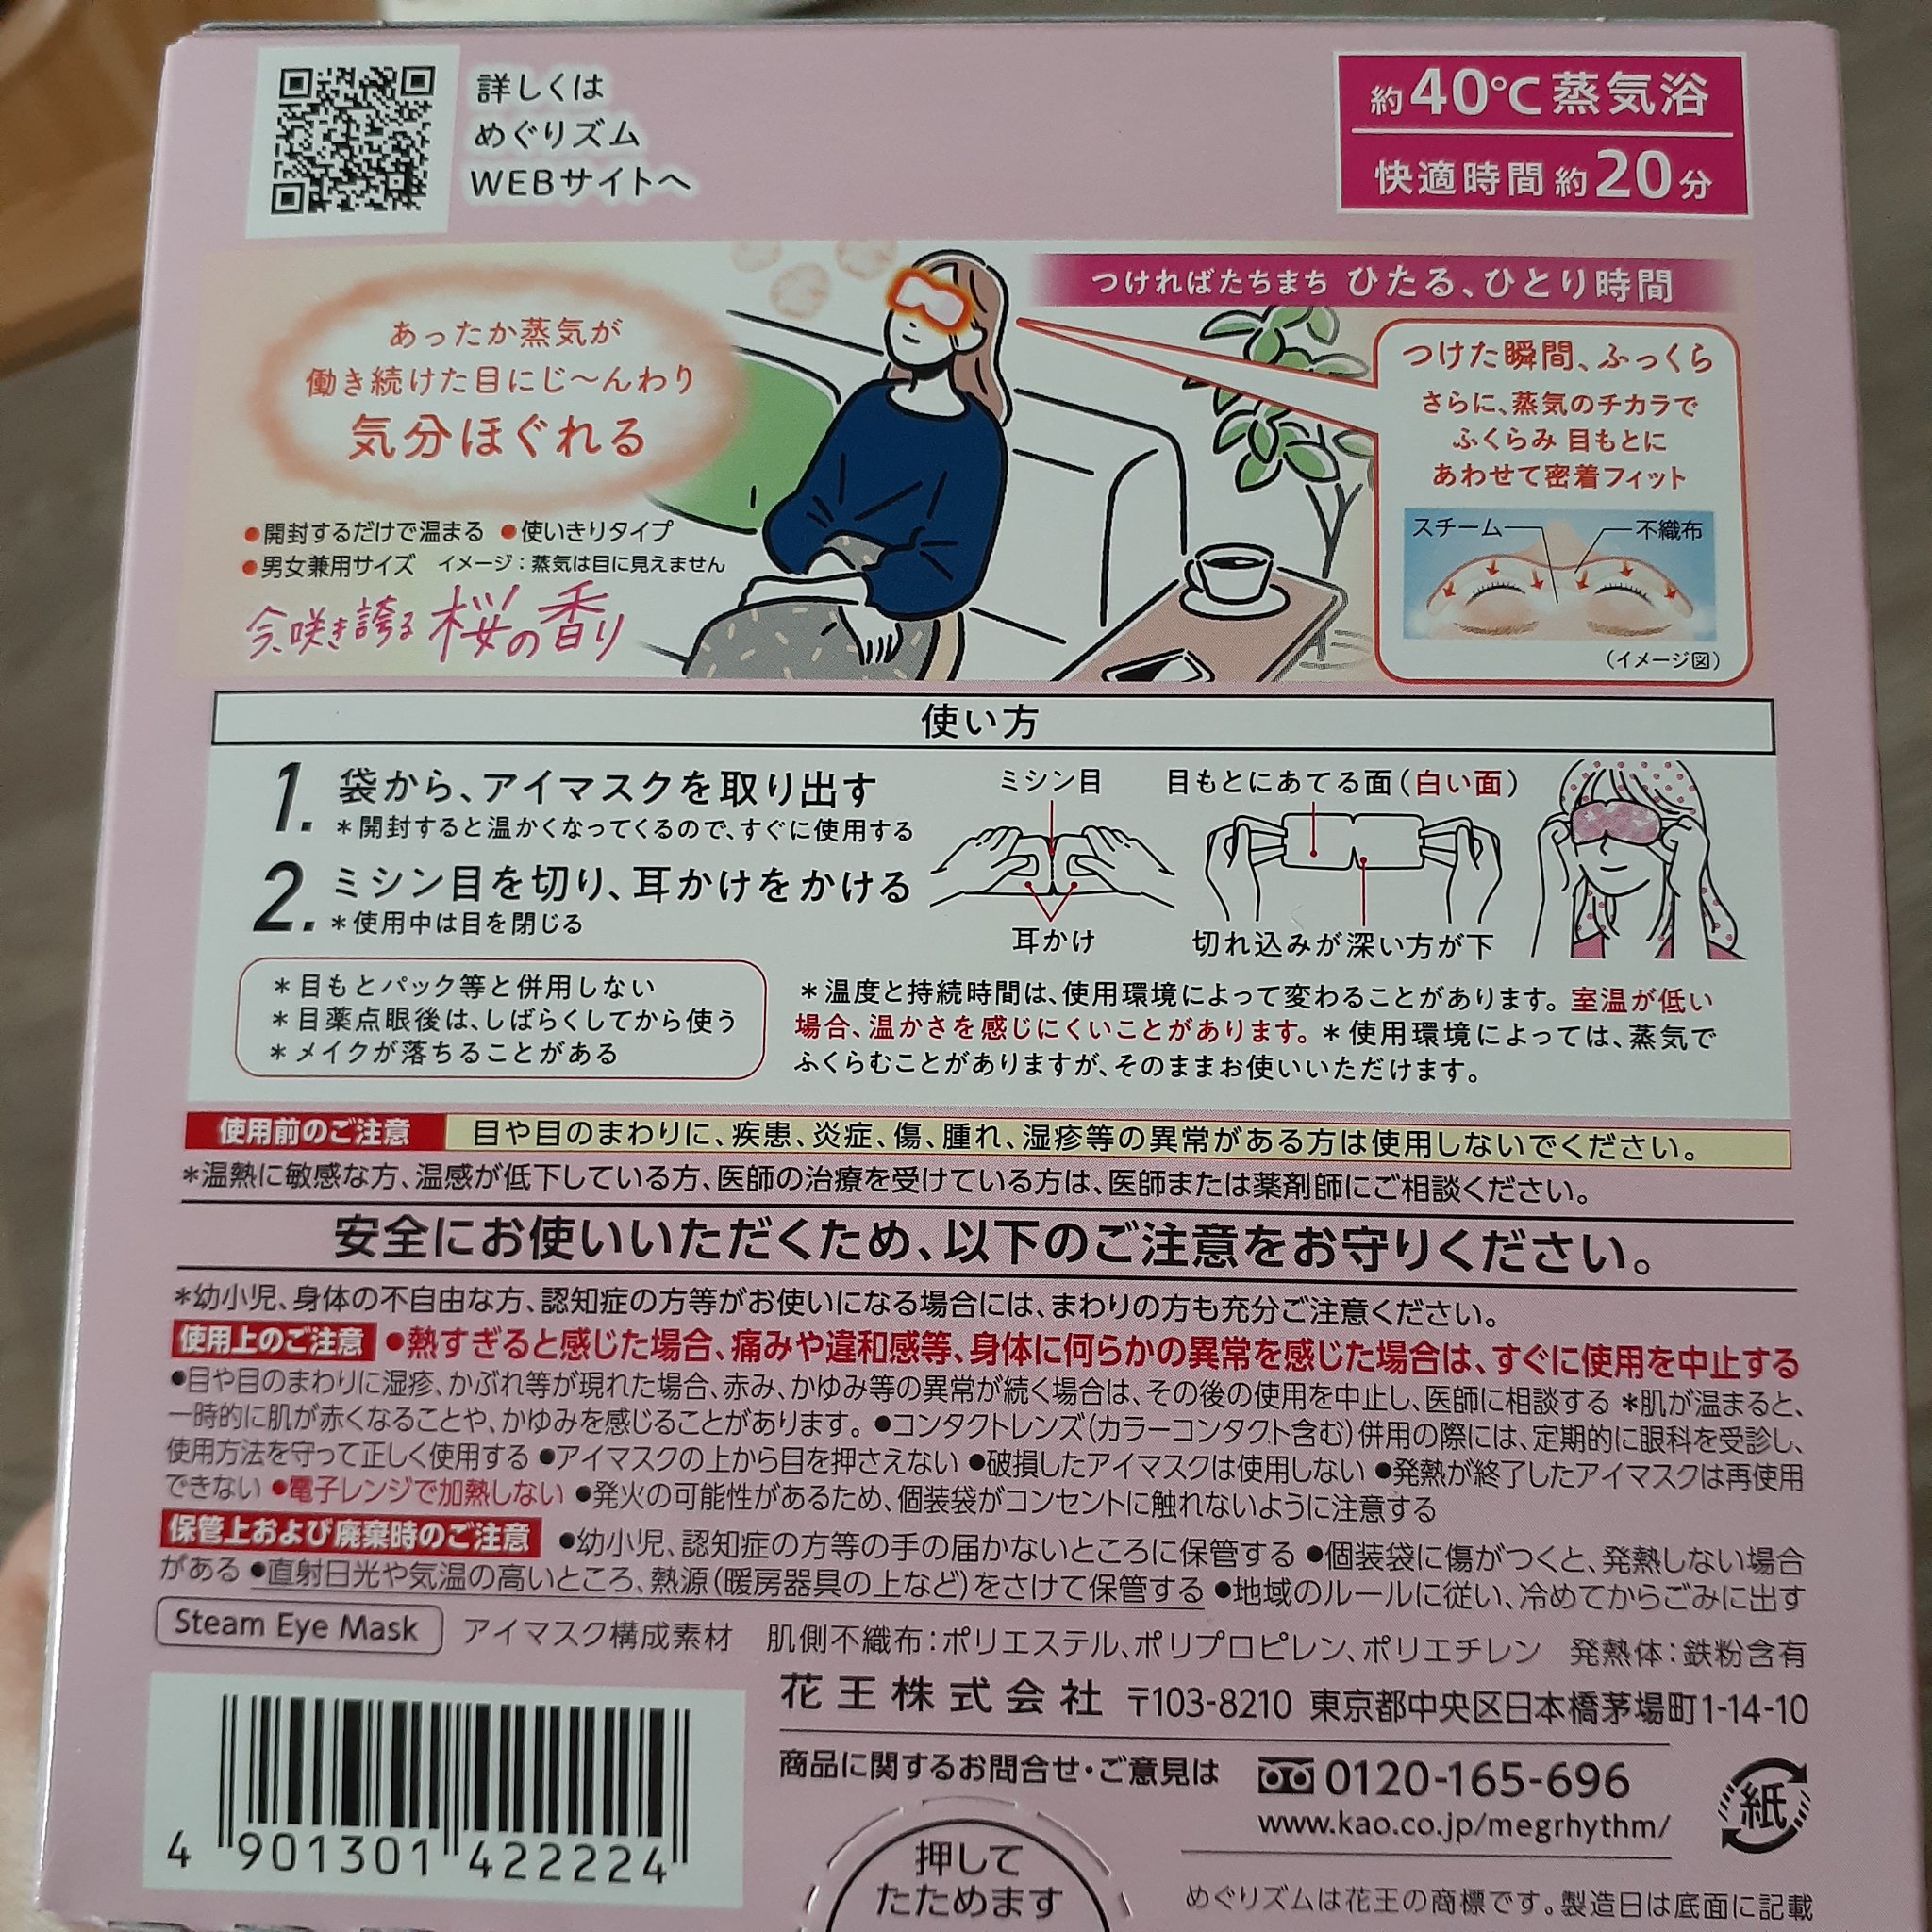 詳しくは
めぐりズム
WEBサイトへ
約40℃蒸気浴
快適時間約20分
つければたちまち ひたる、ひとり時間
あったか蒸気が
働き続けた目にじ〜んわり
気分ほぐれる
●開封するだけで温まる ●使いきりタイプ
●男女兼用サイズ イメージ：蒸気は目に見えません
今、咲き誇る 桜の香り
つけた瞬間、ふっくら
さらに、蒸気のチカラで
ふくらみ 目もとに
あわせて密着フィット
スチーム 不織布
（イメージ図）
使い方
1. 袋から、アイマスクを取り出す
＊開封すると温かくなってくるので、すぐに使用する
2. ミシン目を切り、耳かけをかける
＊使用中は目を閉じる
ミシン目
耳かけ
目もとにあてる面（白い面）
切れ込みが深い方が下
＊目もとパック等と併用しない
＊目薬点眼後は、しばらくしてから使う
＊メイクが落ちることがある
＊温度と持続時間は、使用環境によって変わることがあります。室温が低い
場合、温かさを感じにくいことがあります。＊使用環境によっては、蒸気で
ふくらむことがありますが、そのままお使いいただけます。
使用前のご注意 目や目のまわりに、疾患、炎症、傷、腫れ、湿疹等の異常がある方は使用しないでください。
＊温熱に敏感な方、温感が低下している方、医師の治療を受けている方は、医師または薬剤師にご相談ください。
安全にお使いいただくため、以下のご注意をお守りください。
＊幼小児、身体の不自由な方、認知症の方等がお使いになる場合には、まわりの方も充分ご注意ください。
使用上のご注意 ●熱すぎると感じた場合、痛みや違和感等、身体に何らかの異常を感じた場合は、すぐに使用を中止する
●目や目のまわりに湿疹、かぶれ等が現れた場合、赤み、かゆみ等の異常が続く場合は、その後の使用を中止し、医師に相談する ＊肌が温まると、
一時的に肌が赤くなることや、かゆみを感じることがあります。 ●コンタクトレンズ（カラーコンタクト含む）併用の際には、定期的に眼科を受診し、
使用方法を守って正しく使用する ●アイマスクの上から目を押さえない ●破損したアイマスクは使用しない ●発熱が終了したアイマスクは再使用
できない ●電子レンジで加熱しない ●発火の可能性があるため、個装袋がコンセントに触れないように注意する
保管上および廃棄時のご注意 ●幼小児、認知症の方等の手の届かないところに保管する ●個装袋に傷がつくと、発熱しない場合
がある ●直射日光や気温の高いところ、熱源（暖房器具の上など）をさけて保管する ●地域のルールに従い、冷めてからごみに出す
Steam Eye Mask アイマスク構成素材 肌側不織布：ポリエステル、ポリプロピレン、ポリエチレン 発熱体：鉄粉含有
花王株式会社 〒103-8210 東京都中央区日本橋茅場町1-14-10
商品に関するお問合せ・ご意見は 0120-165-696
www.kao.co.jp/megrhythm/
紙
4 901301 422224
押して
たためます
めぐりズムは花王の商標です。製造日は底面に記載